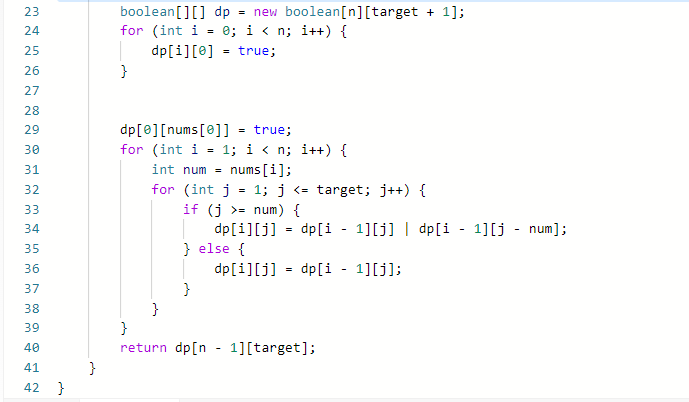 23 boolean[][] dp = new boolean[n][target + 1];
24 for (int i = 0; i < n; i++) {
25 dp[i][0] = true;
26 }
27
28
29 dp[0][nums[0]] = true;
30 for (int i = 1; i < n; i++) {
31 int num = nums[i];
32 for (int j = 1; j <= target; j++) {
33 if (j >= num) {
34 dp[i][j] = dp[i - 1][j] | dp[i - 1][j - num];
35 } else {
36 dp[i][j] = dp[i - 1][j];
37 }
38 }
39 }
40 return dp[n - 1][target];
41 }
42 }